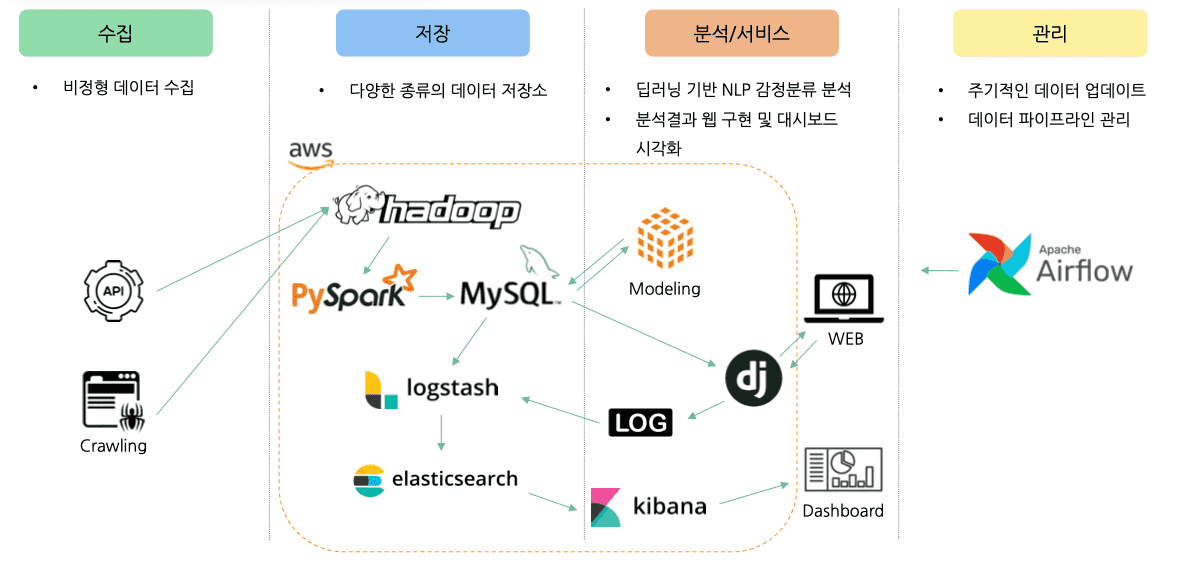 수집
저장
분석/서비스
관리
• 비정형 데이터 수집
• 다양한 종류의 데이터 저장소
• 딥러닝 기반 NLP 감정분류 분석
• 분석결과 웹 구현 및 대시보드
시각화
• 주기적인 데이터 업데이트
• 데이터 파이프라인 관리
aws
hadoop
API
PySpark
MySQL™
Modeling
WEB
Apache
Airflow
Crawling
logstash
dj
LOG
elasticsearch
kibana
Dashboard